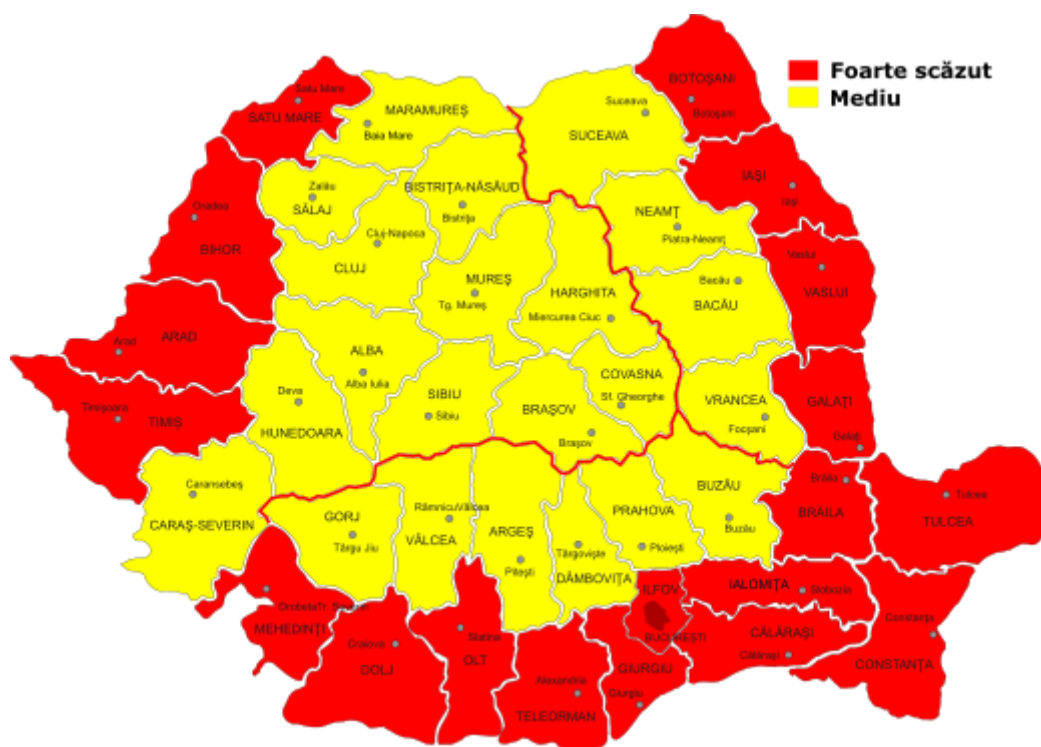 Foarte scăzut
Mediu
BOTOȘANI
Botoșani
Satu Mare
SATU MARE
MARAMUREȘ
Baia Mare
Suceava
SUCEAVA
IAȘI
Iași
Zalău
SĂLAJ
BISTRIȚA-NĂSĂUD
Bistrița
NEAMȚ
Piatra-Neamț
Oradea
BIHOR
Cluj-Napoca
CLUJ
MUREȘ
Tg. Mureș
HARGHITA
Miercurea Ciuc
Bacău
BACĂU
Vaslui
VASLUI
Arad
ARAD
ALBA
Alba Iulia
Deva
HUNEDOARA
SIBIU
Sibiu
BRAȘOV
Brașov
COVASNA
Sf. Gheorghe
VRANCEA
Focșani
GALAȚI
Galați
Timișoara
TIMIȘ
Caransebeș
CARAȘ-SEVERIN
GORJ
Târgu Jiu
RâmnicuVâlcea
VÂLCEA
ARGEȘ
Pitești
Târgoviște
DÂMBOVIȚA
PRAHOVA
Ploiești
BUZĂU
Buzău
Brăila
BRĂILA
Tulcea
TULCEA
DrobetaTr. Severin
MEHEDINȚI
Craiova
DOLJ
Slatina
OLT
Alexandria
TELEORMAN
ILFOV
BUCUREȘTI
GIURGIU
Giurgiu
IALOMIȚA
Slobozia
CĂLĂRAȘI
Călărași
Constanța
CONSTANȚA